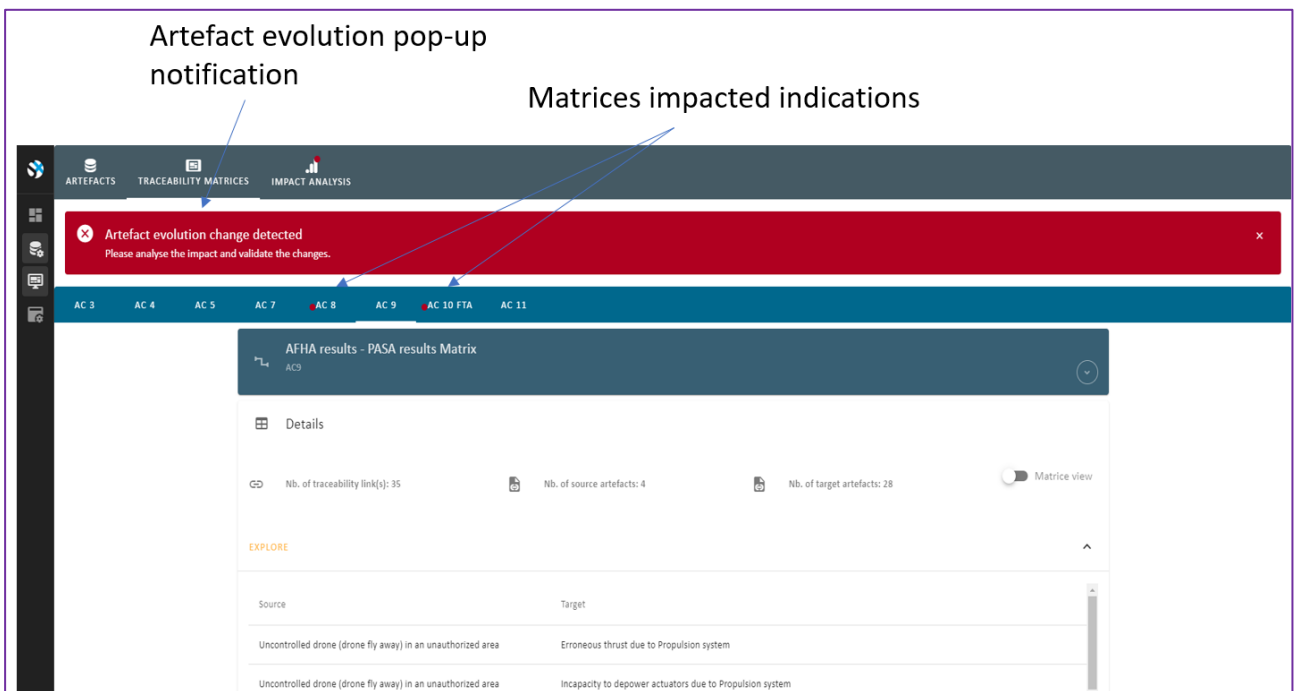 Artefact evolution pop-up
notification
Matrices impacted indications
ARTEFACTS TRACEABILITY MATRICES IMPACT ANALYSIS
Artefact evolution change detected
Please analyse the impact and validate the changes.
AC 3 AC 4 AC 5 AC 7 AC 8 AC 9 AC 10 FTA AC 11
AFHA results - PASA results Matrix
AC9
Details
Nb. of traceability link(s): 35 Nb. of source artefacts: 4 Nb. of target artefacts: 28 Matrice view
EXPLORE
Source Target
Uncontrolled drone (drone fly away) in an unauthorized area Erroneous thrust due to Propulsion system
Uncontrolled drone (drone fly away) in an unauthorized area Incapacity to depower actuators due to Propulsion system